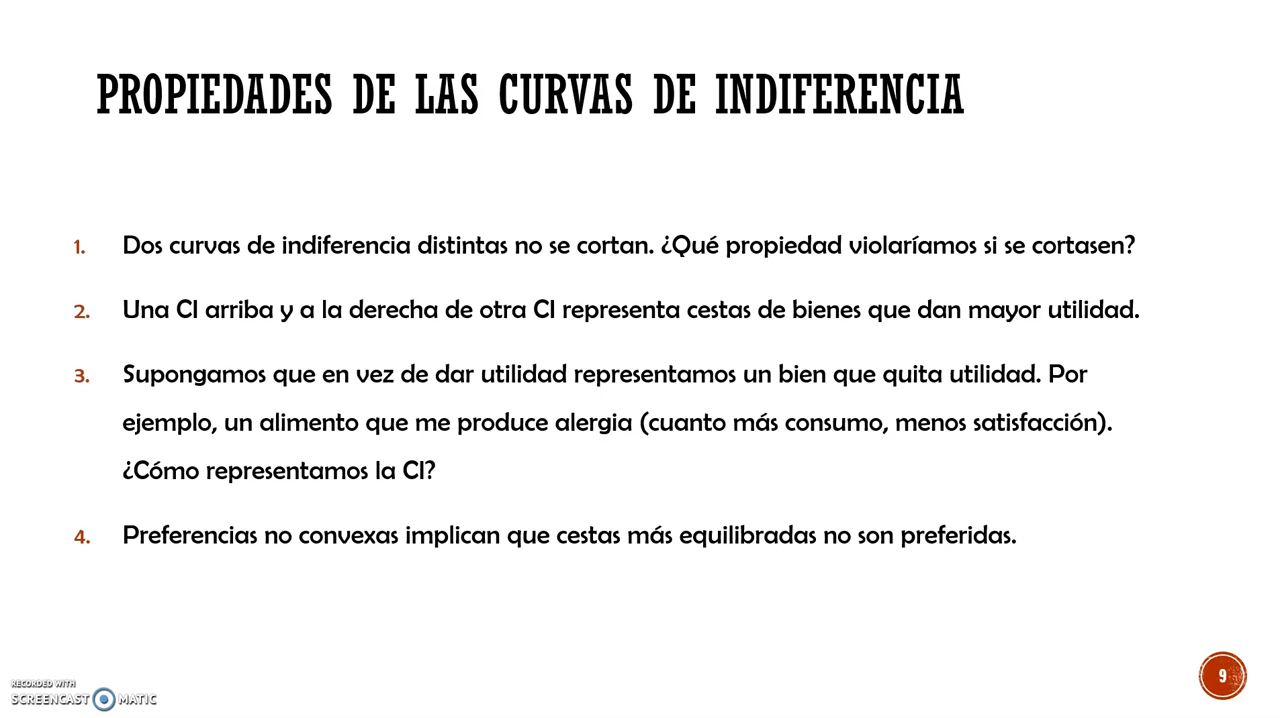 PROPIEDADES DE LAS CURVAS DE INDIFERENCIA
1. Dos curvas de indiferencia distintas no se cortan. ¿Qué propiedad violaríamos si se cortasen?
2. Una CI arriba y a la derecha de otra CI representa cestas de bienes que dan mayor utilidad.
3. Supongamos que en vez de dar utilidad representamos un bien que quita utilidad. Por
ejemplo, un alimento que me produce alergia (cuanto más consumo, menos satisfacción).
¿Cómo representamos la CI?
4. Preferencias no convexas implican que cestas más equilibradas no son preferidas.
9
RECORDED WITH
SCREENCAST MATIC